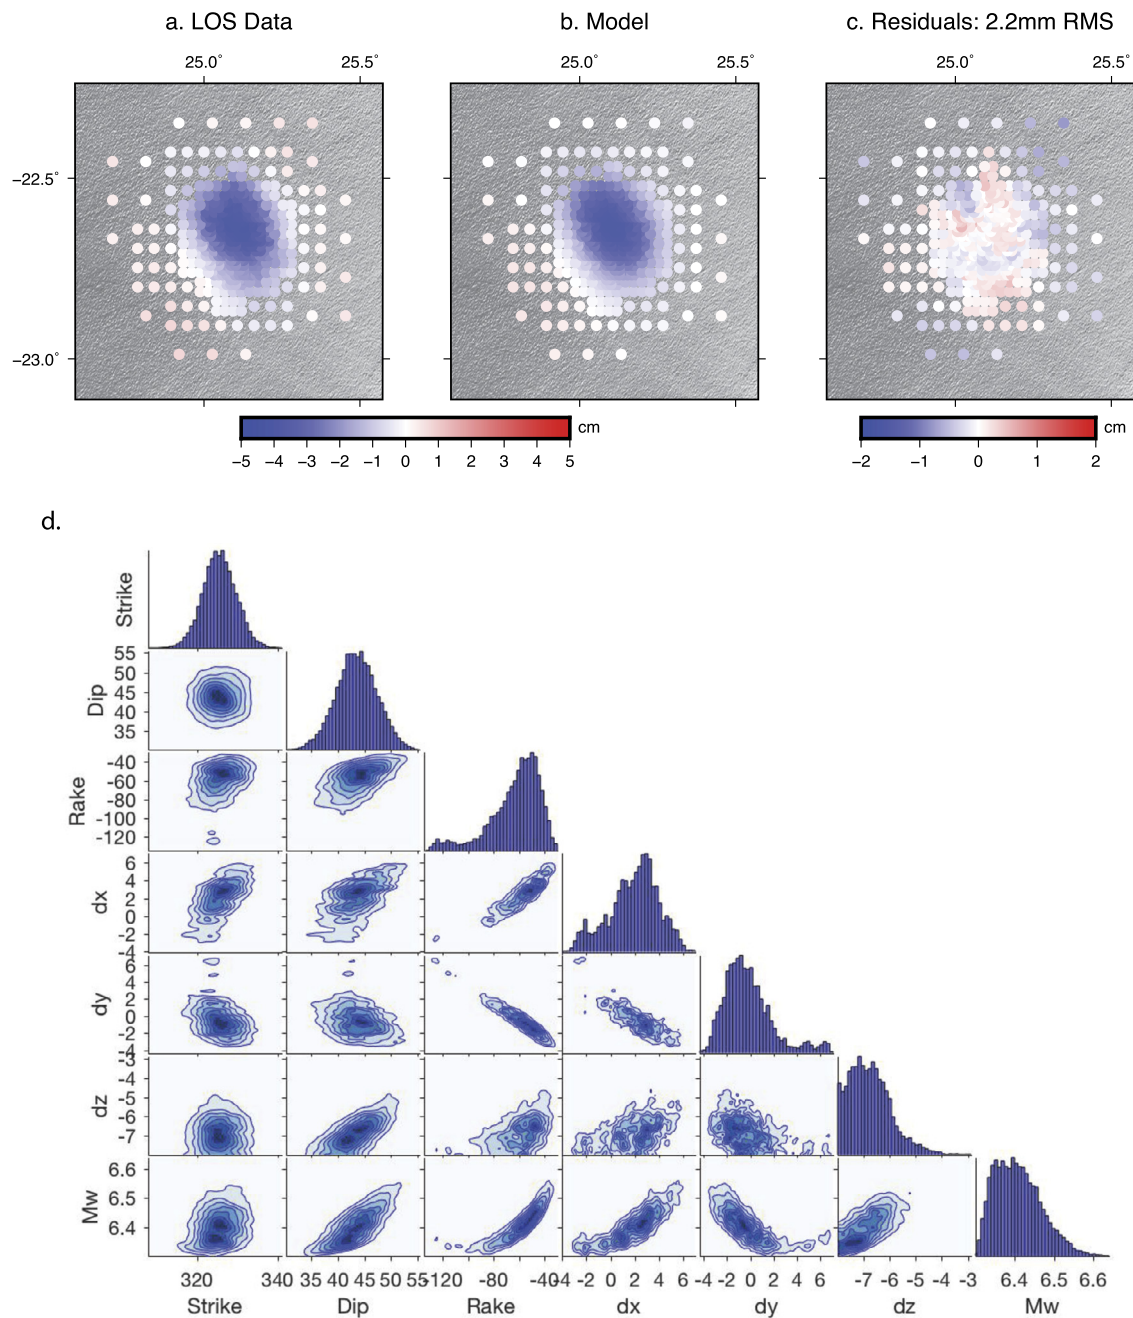 a. LOS Data b. Model c. Residuals: 2.2mm RMS
25.0° 25.5° 25.0° 25.5° 25.0° 25.5°
−22.5°
−23.0°
cm cm
−5 −4 −3 −2 −1 0 1 2 3 4 5 −2 −1 0 1 2
d.
Strike
55
50
45
40
35
Dip
-40
-60
-80
-100
-120
Rake
6
4
2
0
-2
-4
dx
6
4
2
0
-2
-4
dy
-3
-4
-5
-6
-7
dz
6.6
6.5
6.4
Mw
320 340 35 45 55 -120 -80 -40 -4 -2 0 2 4 6 -4 -2 0 2 4 6 -7 -5 -3 6.4 6.5 6.6
Strike Dip Rake dx dy dz Mw